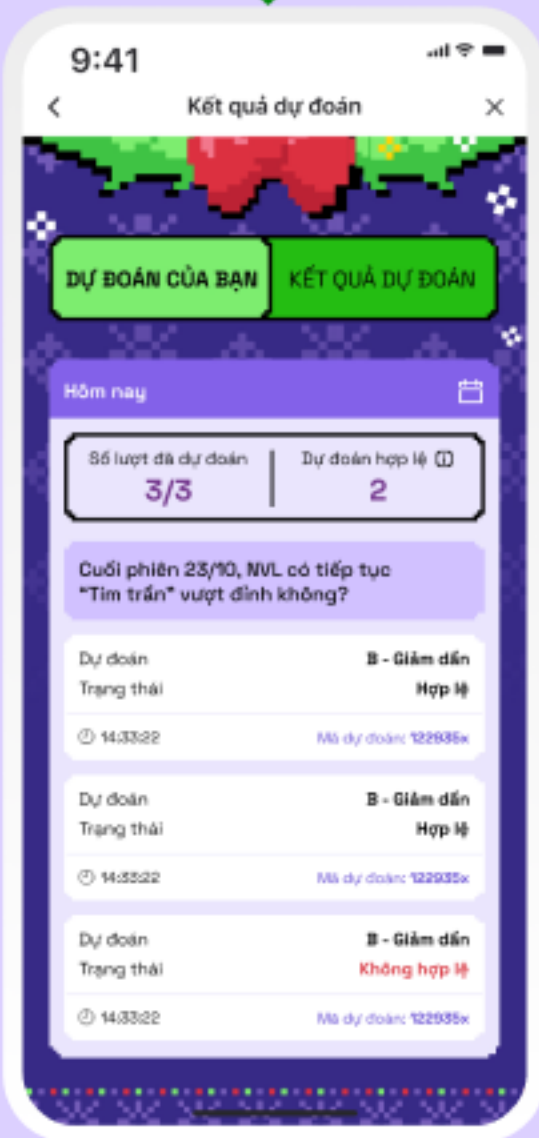 9:41
Kết quả dự đoán
DỰ ĐOÁN CỦA BẠN
KẾT QUẢ DỰ ĐOÁN
Hôm nay
Số lượt đã dự đoán
Dự đoán hợp lệ
3/3
2
Cuối phiên 23/10, NVL có tiếp tục
“Tím trần” vượt đỉnh không?
Dự đoán
B - Giảm dần
Trạng thái
Hợp lệ
14:33:22
Mã dự đoán: 122935x
Dự đoán
B - Giảm dần
Trạng thái
Hợp lệ
14:33:22
Mã dự đoán: 122935x
Dự đoán
B - Giảm dần
Trạng thái
Không hợp lệ
14:33:22
Mã dự đoán: 122935x